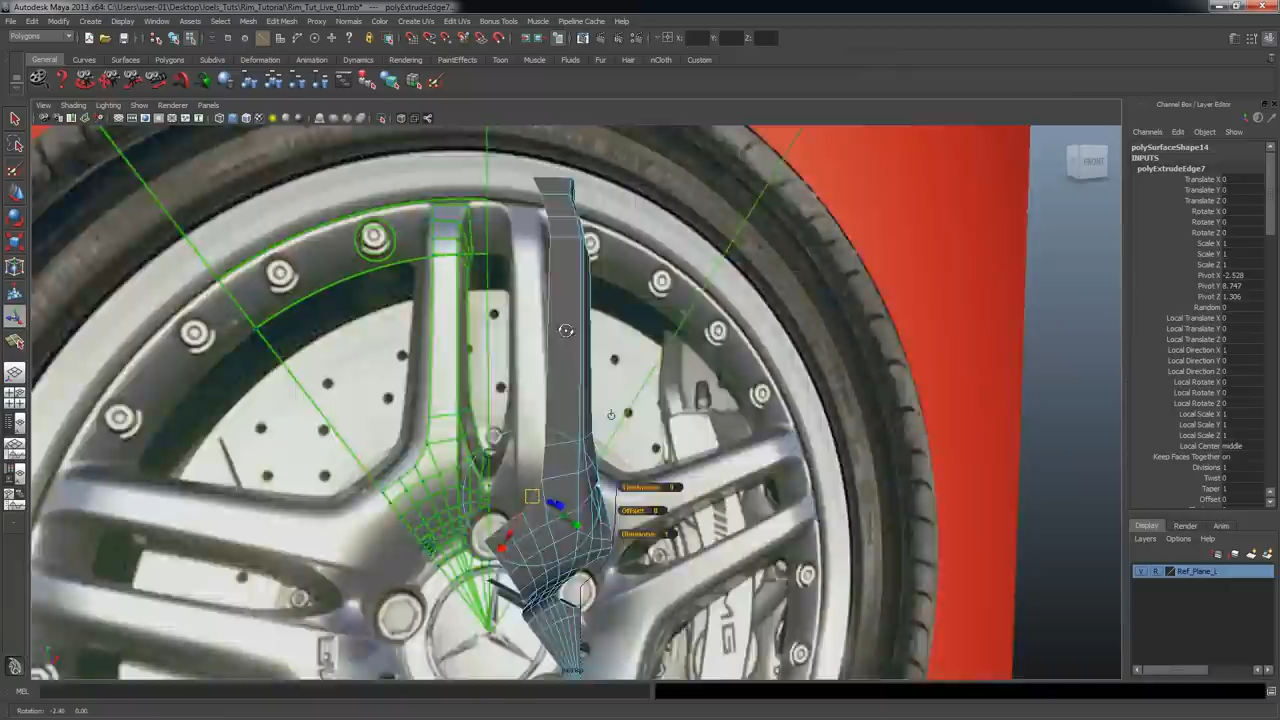 Autodesk Maya 2013 x64: C:\Users\user-01\Desktop\Joels_Tuts\Rim_Tutorial\Rim_Tut_Live_01.mb* --- polyExtrudeEdge7...
File Edit Modify Create Display Window Assets Select Mesh Edit Mesh Proxy Normals Color Create UVs Edit UVs Bonus Tools Muscle Pipeline Cache Help
Polygons X: Y: Z:
General Curves Surfaces Polygons Subdivs Deformation Animation Dynamics Rendering PaintEffects Toon Muscle Fluids Fur Hair nCloth Custom
View Shading Lighting Show Renderer Panels
FRONT
Offset: 0
Channel Box / Layer Editor
Channels Edit Object Show
polySurfaceShape14
INPUTS
polyExtrudeEdge7
Translate X 0
Translate Y 0
Translate Z 0
Rotate X 0
Rotate Y 0
Rotate Z 0
Scale X 1
Scale Y 1
Scale Z 1
Pivot X -2.528
Pivot Y 8.747
Pivot Z 1.306
Random 0
Local Translate X 0
Local Translate Y 0
Local Translate Z 0
Local Direction X 1
Local Direction Y 0
Local Direction Z 0
Local Rotate X 0
Local Rotate Y 0
Local Rotate Z 0
Local Scale X 1
Local Scale Y 1
Local Scale Z 1
Local Center middle
Keep Faces Together on
Divisions 1
Twist 0
Taper 1
Offset 0
Display Render Anim
Layers Options Help
V R Ref_Plane_L
MEL
Rotation: -2.40 0.00